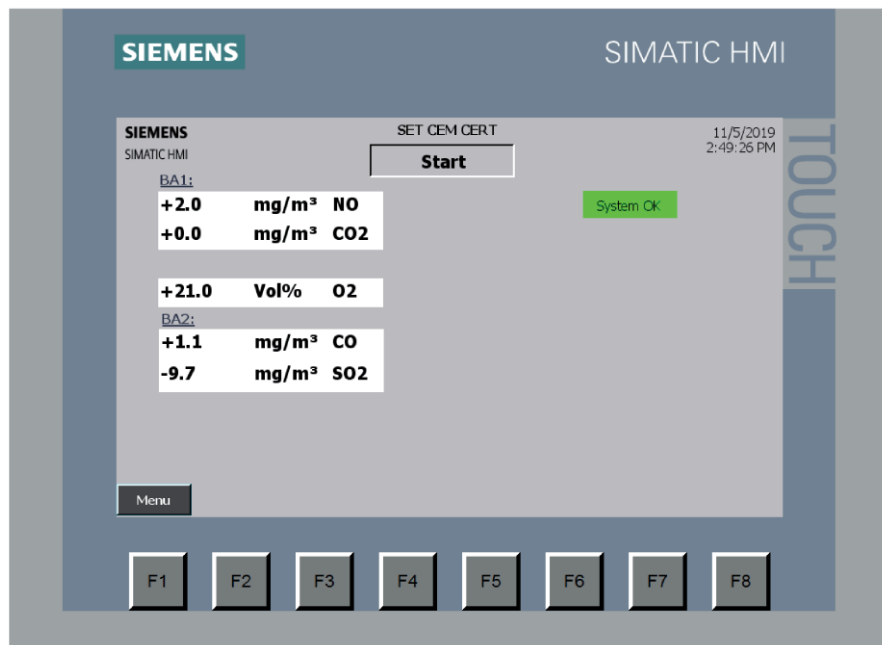 SIEMENS
SIMATIC HMI
TOUCH
SIEMENS
SIMATIC HMI
SET CEM CERT
Start
11/5/2019
2:49:26 PM
System OK
BA1:
+2.0 mg/m³ NO
+0.0 mg/m³ CO2
+21.0 Vol% O2
BA2:
+1.1 mg/m³ CO
-9.7 mg/m³ SO2
Menu
F1 F2 F3 F4 F5 F6 F7 F8